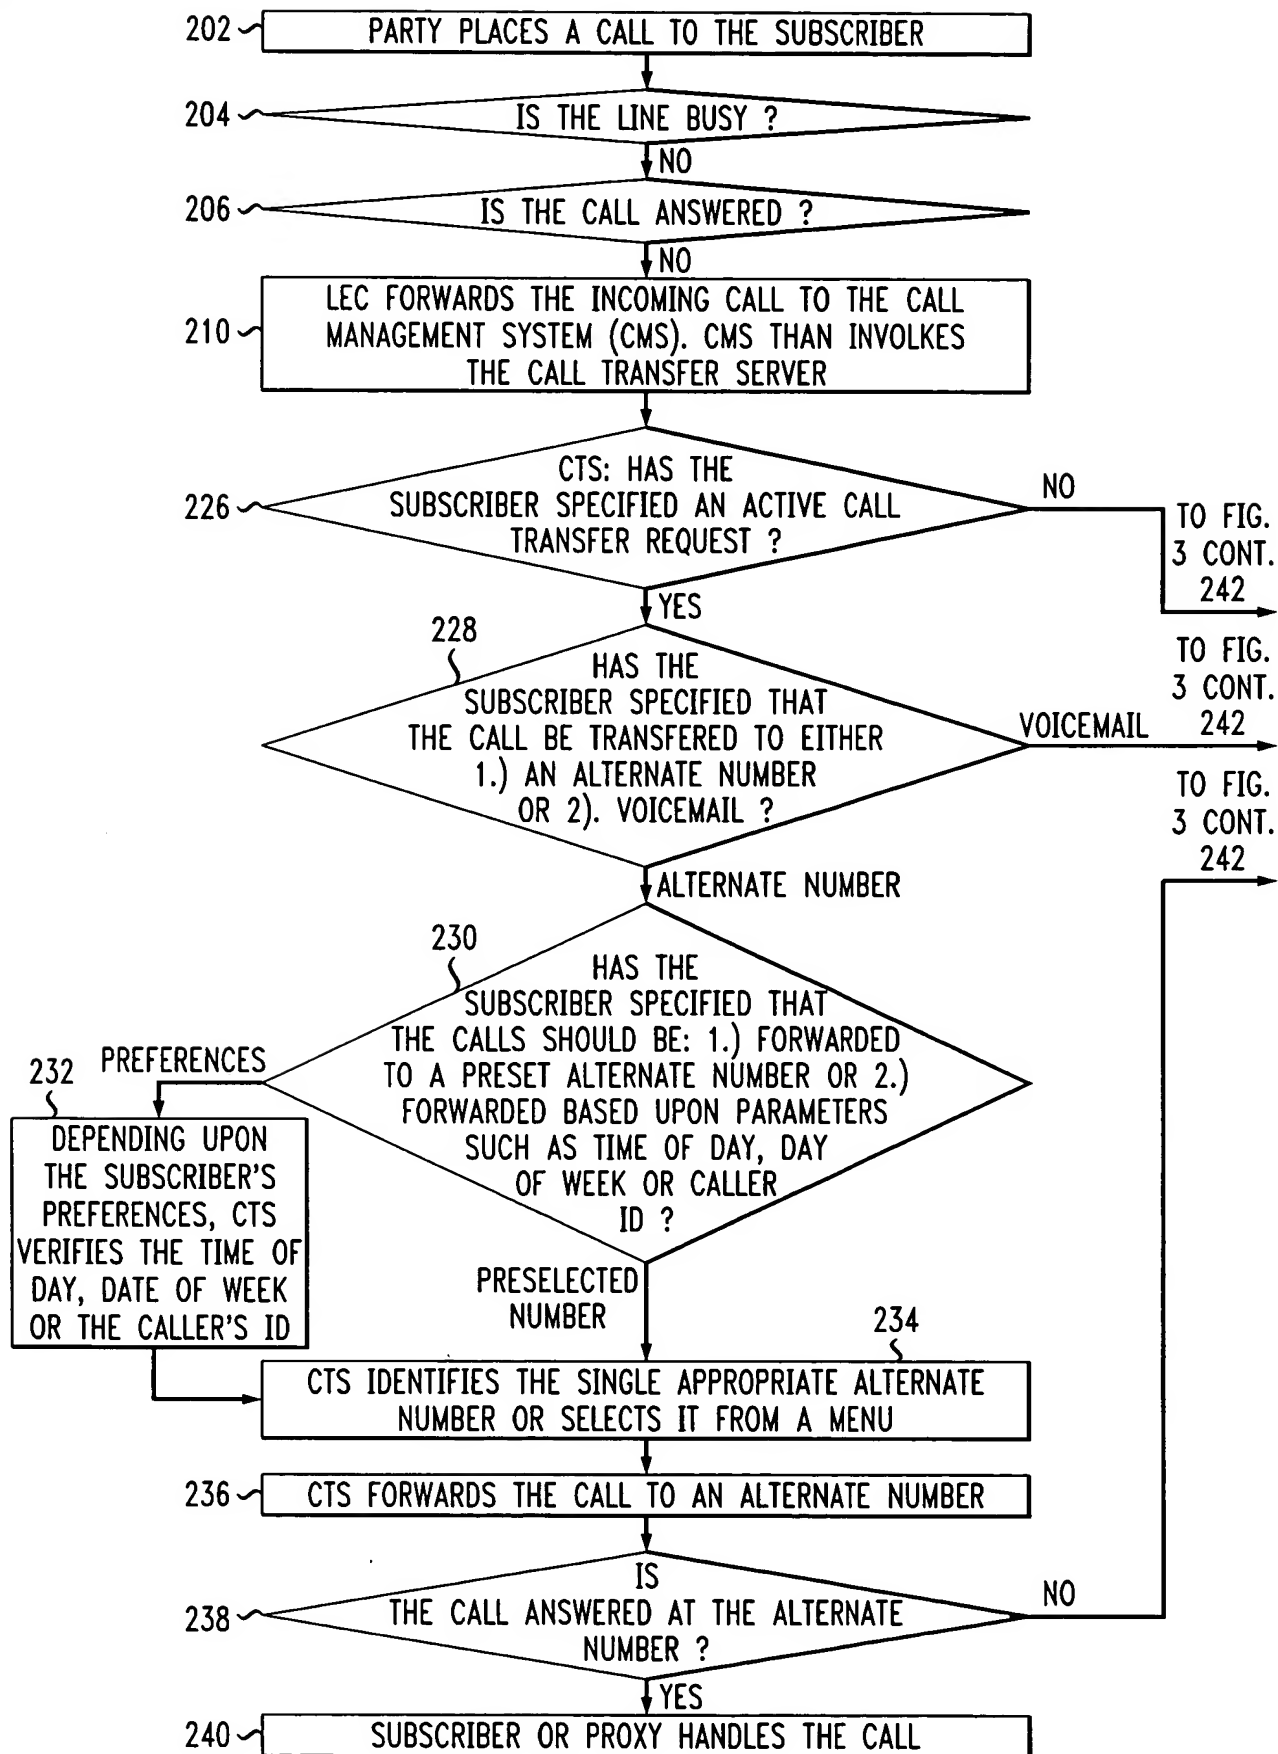 202
PARTY PLACES A CALL TO THE SUBSCRIBER
204
IS THE LINE BUSY ?
NO
206
IS THE CALL ANSWERED ?
NO
210
LEC FORWARDS THE INCOMING CALL TO THE CALL
MANAGEMENT SYSTEM (CMS). CMS THAN INVOLKES
THE CALL TRANSFER SERVER
226
CTS: HAS THE
SUBSCRIBER SPECIFIED AN ACTIVE CALL
TRANSFER REQUEST ?
NO
TO FIG.
3 CONT.
242
YES
228
HAS THE
SUBSCRIBER SPECIFIED THAT
THE CALL BE TRANSFERED TO EITHER
1.) AN ALTERNATE NUMBER
OR 2). VOICEMAIL ?
VOICEMAIL
TO FIG.
3 CONT.
242
TO FIG.
3 CONT.
242
ALTERNATE NUMBER
230
HAS THE
SUBSCRIBER SPECIFIED THAT
THE CALLS SHOULD BE: 1.) FORWARDED
TO A PRESET ALTERNATE NUMBER OR 2.)
FORWARDED BASED UPON PARAMETERS
SUCH AS TIME OF DAY, DAY
OF WEEK OR CALLER
ID ?
PREFERENCES
232
DEPENDING UPON
THE SUBSCRIBER'S
PREFERENCES, CTS
VERIFIES THE TIME OF
DAY, DATE OF WEEK
OR THE CALLER'S ID
PRESELECTED
NUMBER
234
CTS IDENTIFIES THE SINGLE APPROPRIATE ALTERNATE
NUMBER OR SELECTS IT FROM A MENU
236
CTS FORWARDS THE CALL TO AN ALTERNATE NUMBER
238
IS
THE CALL ANSWERED AT THE ALTERNATE
NUMBER ?
NO
YES
240
SUBSCRIBER OR PROXY HANDLES THE CALL